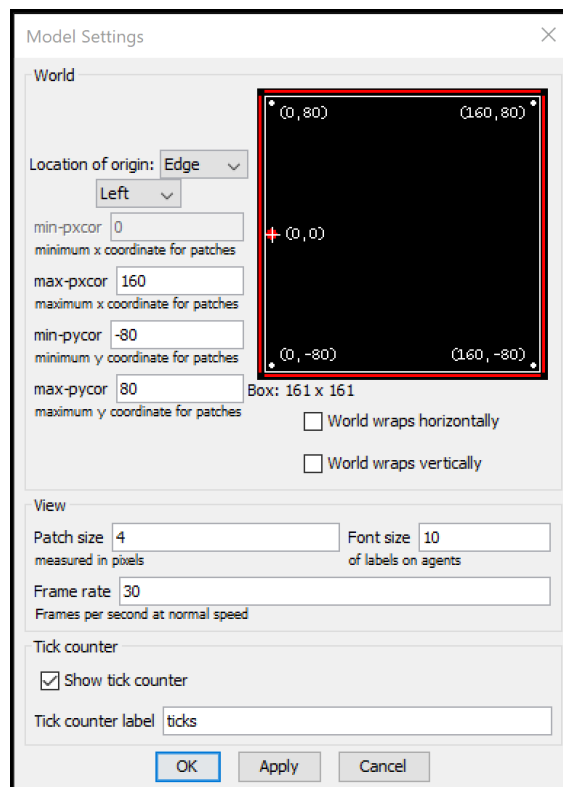 Model Settings
World
(0,80)
(160,80)
Location of origin: Edge
Left
min-pxcor 0
minimum x coordinate for patches
(0,0)
max-pxcor 160
maximum x coordinate for patches
min-pycor -80
minimum y coordinate for patches
(0,-80)
(160,-80)
max-pycor 80
maximum y coordinate for patches
Box: 161 x 161
World wraps horizontally
World wraps vertically
View
Patch size 4
measured in pixels
Font size 10
of labels on agents
Frame rate 30
Frames per second at normal speed
Tick counter
Show tick counter
Tick counter label ticks
OK
Apply
Cancel